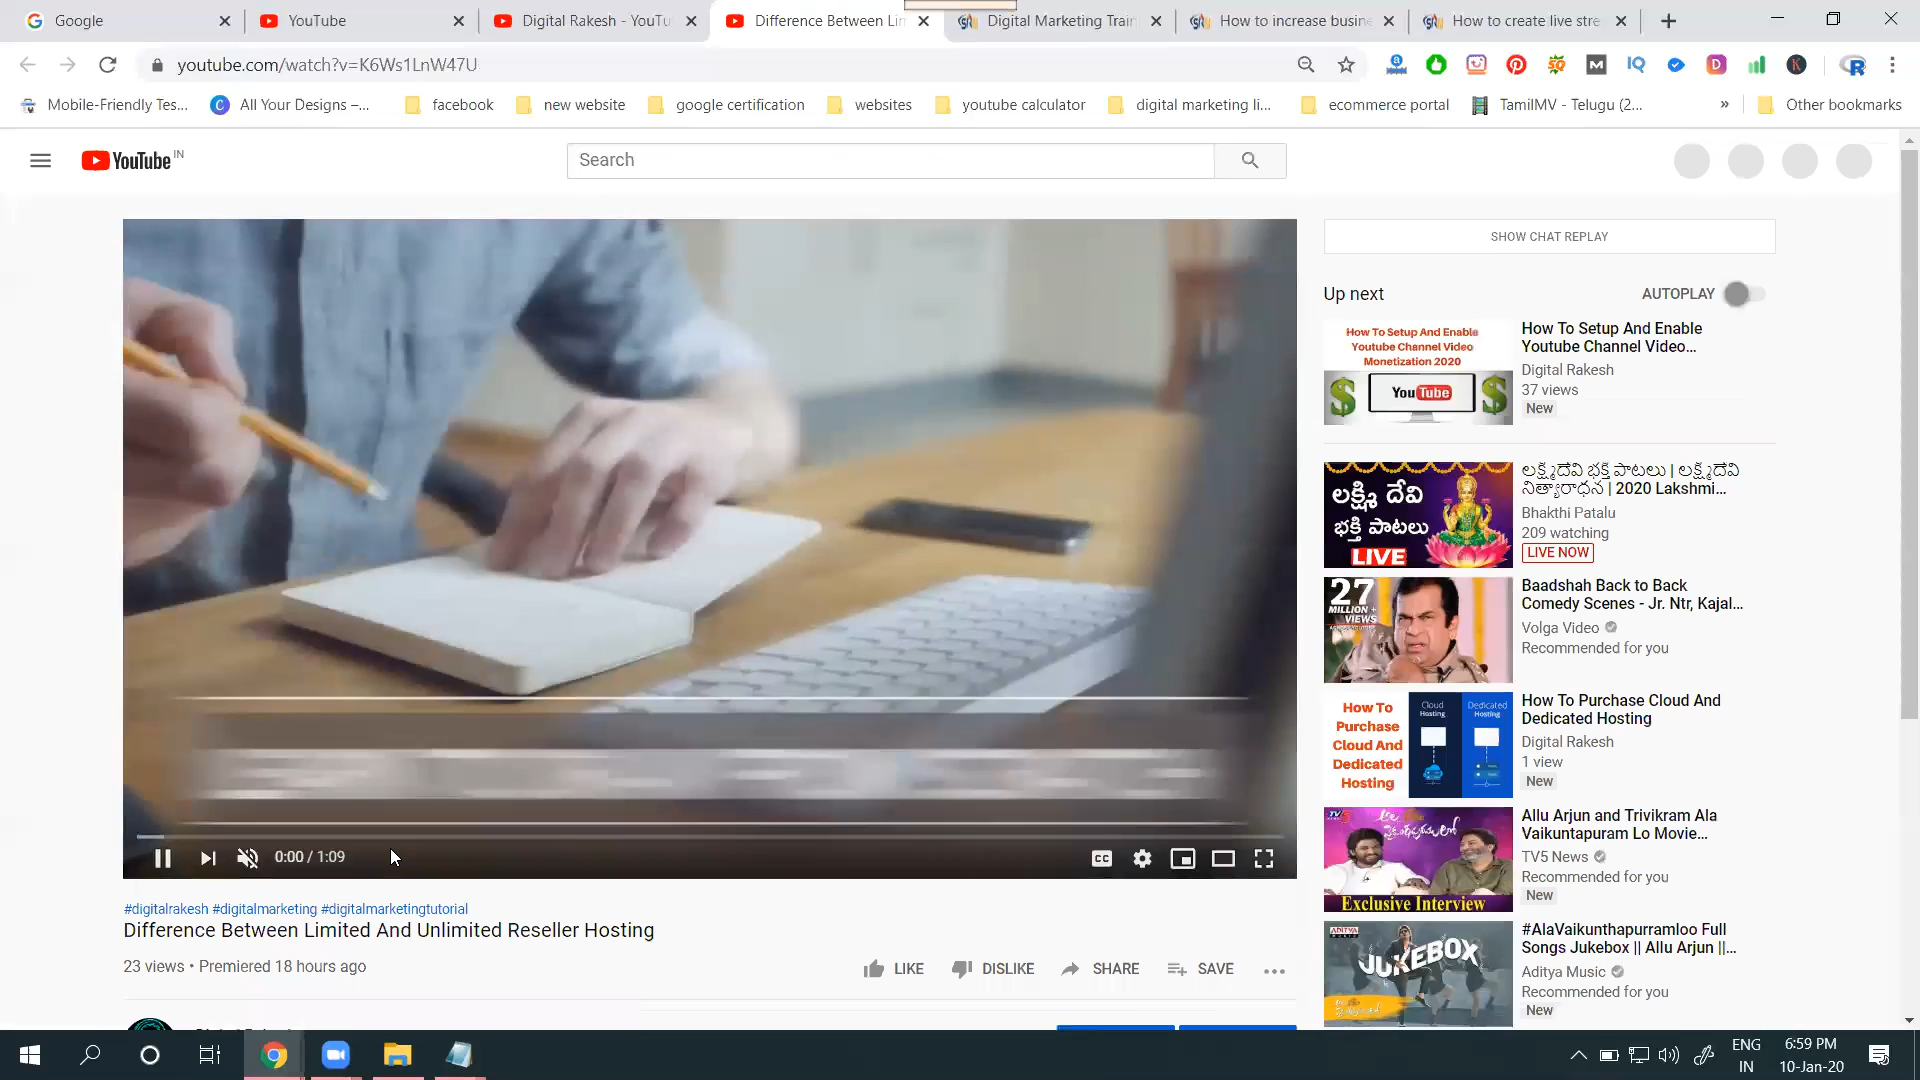 Google
YouTube
Digital Rakesh - YouTu
Difference Between Lim
Digital Marketing Train
How to increase busine
How to create live stre
youtube.com/watch?v=K6Ws1LnW47U
Mobile-Friendly Tes...
All Your Designs –...
facebook
new website
google certification
websites
youtube calculator
digital marketing li...
ecommerce portal
TamilMV - Telugu (2...
»
Other bookmarks
YouTube IN
Search
SHOW CHAT REPLAY
Up next
AUTOPLAY
How To Setup And Enable
Youtube Channel Video
Monetization 2020
YouTube
How To Setup And Enable
Youtube Channel Video...
Digital Rakesh
37 views
New
లక్ష్మి దేవి
భక్తి పాటలు
LIVE
లక్ష్మీదేవి భక్తి పాటలు | లక్ష్మీదేవి
నిత్యారాధన | 2020 Lakshmi...
Bhakthi Patalu
209 watching
LIVE NOW
27
MILLION +
VIEWS
Baadshah Back to Back
Comedy Scenes - Jr. Ntr, Kajal...
Volga Video
Recommended for you
How To
Purchase
Cloud And
Dedicated
Hosting
Cloud
Hosting
Dedicated
Hosting
How To Purchase Cloud And
Dedicated Hosting
Digital Rakesh
1 view
New
TV5
Exclusive Interview
Allu Arjun and Trivikram Ala
Vaikuntapuram Lo Movie...
TV5 News
Recommended for you
New
ADITYA
MUSIC
JUKEBOX
#AlaVaikunthapurramloo Full
Songs Jukebox || Allu Arjun ||...
Aditya Music
Recommended for you
New
0:00 / 1:09
CC
#digitalrakesh #digitalmarketing #digitalmarketingtutorial
Difference Between Limited And Unlimited Reseller Hosting
23 views • Premiered 18 hours ago
LIKE
DISLIKE
SHARE
SAVE
ENG
IN
6:59 PM
10-Jan-20